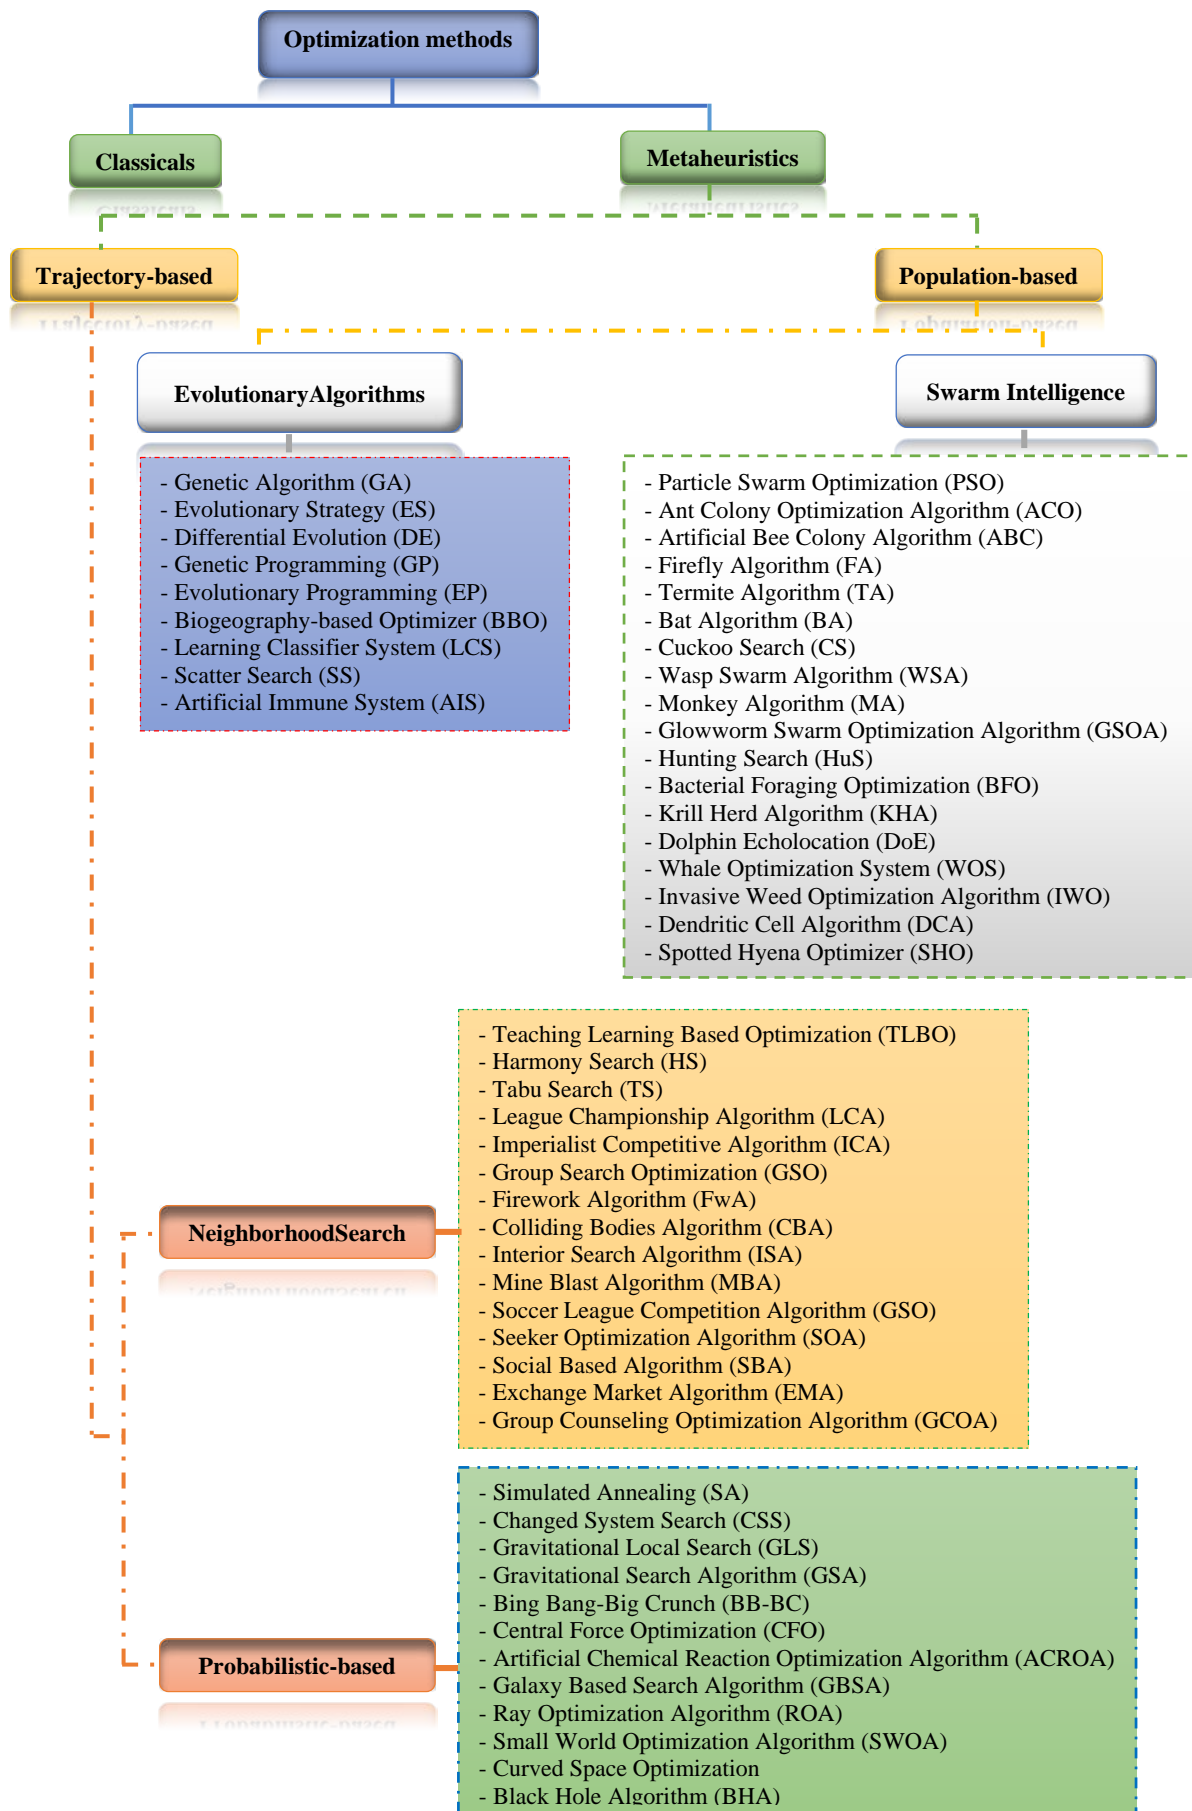 Optimization methods
Classicals
Metaheuristics
Trajectory-based
Population-based
EvolutionaryAlgorithms
Swarm Intelligence
- Genetic Algorithm (GA)
- Evolutionary Strategy (ES)
- Differential Evolution (DE)
- Genetic Programming (GP)
- Evolutionary Programming (EP)
- Biogeography-based Optimizer (BBO)
- Learning Classifier System (LCS)
- Scatter Search (SS)
- Artificial Immune System (AIS)
- Particle Swarm Optimization (PSO)
- Ant Colony Optimization Algorithm (ACO)
- Artificial Bee Colony Algorithm (ABC)
- Firefly Algorithm (FA)
- Termite Algorithm (TA)
- Bat Algorithm (BA)
- Cuckoo Search (CS)
- Wasp Swarm Algorithm (WSA)
- Monkey Algorithm (MA)
- Glowworm Swarm Optimization Algorithm (GSOA)
- Hunting Search (HuS)
- Bacterial Foraging Optimization (BFO)
- Krill Herd Algorithm (KHA)
- Dolphin Echolocation (DoE)
- Whale Optimization System (WOS)
- Invasive Weed Optimization Algorithm (IWO)
- Dendritic Cell Algorithm (DCA)
- Spotted Hyena Optimizer (SHO)
NeighborhoodSearch
- Teaching Learning Based Optimization (TLBO)
- Harmony Search (HS)
- Tabu Search (TS)
- League Championship Algorithm (LCA)
- Imperialist Competitive Algorithm (ICA)
- Group Search Optimization (GSO)
- Firework Algorithm (FwA)
- Colliding Bodies Algorithm (CBA)
- Interior Search Algorithm (ISA)
- Mine Blast Algorithm (MBA)
- Soccer League Competition Algorithm (GSO)
- Seeker Optimization Algorithm (SOA)
- Social Based Algorithm (SBA)
- Exchange Market Algorithm (EMA)
- Group Counseling Optimization Algorithm (GCOA)
Probabilistic-based
- Simulated Annealing (SA)
- Changed System Search (CSS)
- Gravitational Local Search (GLS)
- Gravitational Search Algorithm (GSA)
- Bing Bang-Big Crunch (BB-BC)
- Central Force Optimization (CFO)
- Artificial Chemical Reaction Optimization Algorithm (ACROA)
- Galaxy Based Search Algorithm (GBSA)
- Ray Optimization Algorithm (ROA)
- Small World Optimization Algorithm (SWOA)
- Curved Space Optimization
- Black Hole Algorithm (BHA)